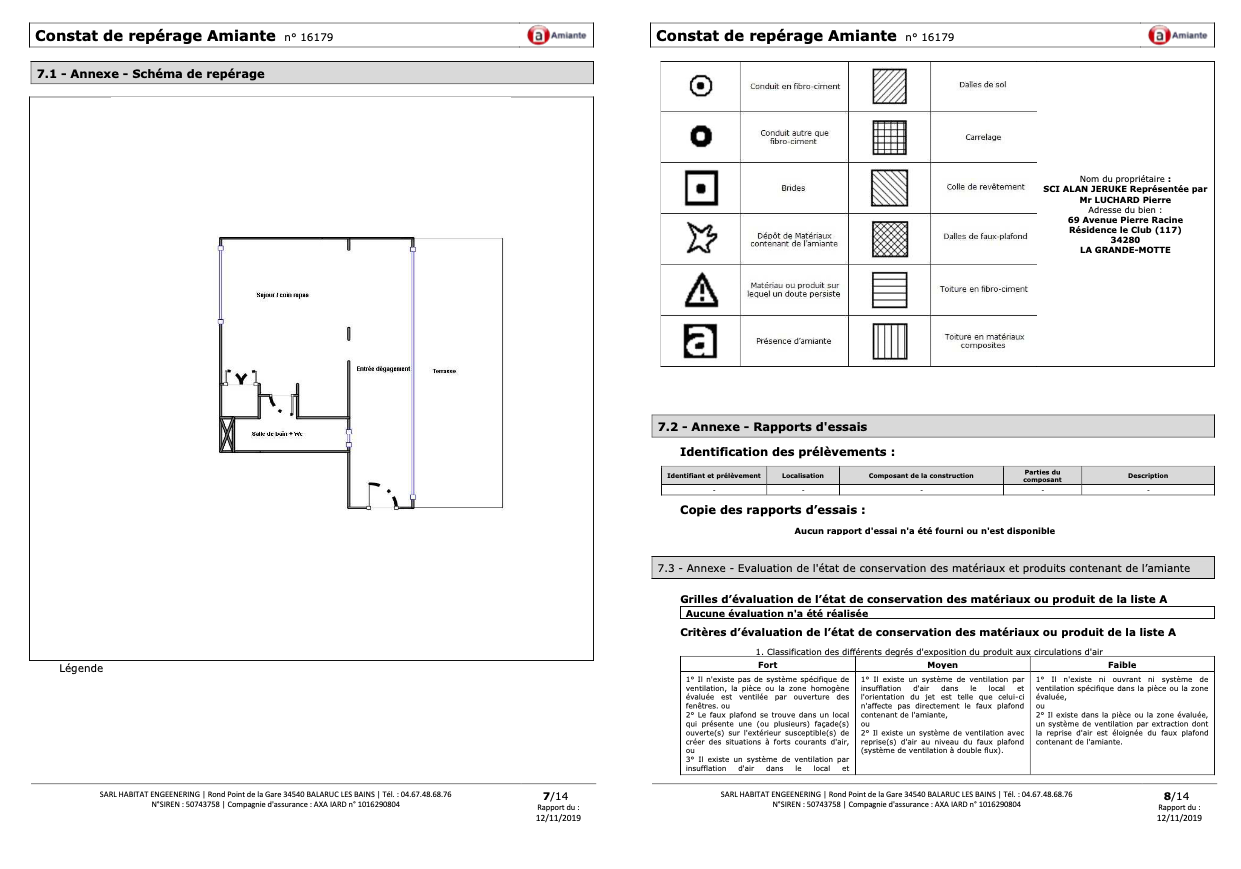 Constat de repérage Amiante n° 16179
a Amiante
7.1 - Annexe - Schéma de repérage
Séjour / coin repas
Entrée dégagement
Terrasse
Salle de bain + Wc
Légende
SARL HABITAT ENGEENERING | Rond Point de la Gare 34540 BALARUC LES BAINS | Tél. : 04.67.48.68.76
N°SIREN : 50743758 | Compagnie d'assurance : AXA IARD n° 1016290804
7/14
Rapport du :
12/11/2019
Constat de repérage Amiante n° 16179
a Amiante
Conduit en fibro-ciment
Dalles de sol
Conduit autre que
fibro-ciment
Carrelage
Brides
Colle de revêtement
Dépôt de Matériaux
contenant de l'amiante
Dalles de faux-plafond
Matériau ou produit sur
lequel un doute persiste
Toiture en fibro-ciment
a
Présence d'amiante
Toiture en matériaux
composites
Nom du propriétaire :
SCI ALAN JERUKE Représentée par
Mr LUCHARD Pierre
Adresse du bien :
69 Avenue Pierre Racine
Résidence le Club (117)
34280
LA GRANDE-MOTTE
7.2 - Annexe - Rapports d'essais
Identification des prélèvements :
Identifiant et prélèvement Localisation Composant de la construction Parties du composant Description
- - - - -
Copie des rapports d'essais :
Aucun rapport d'essai n'a été fourni ou n'est disponible
7.3 - Annexe - Evaluation de l'état de conservation des matériaux et produits contenant de l'amiante
Grilles d'évaluation de l'état de conservation des matériaux ou produit de la liste A
Aucune évaluation n'a été réalisée
Critères d'évaluation de l'état de conservation des matériaux ou produit de la liste A
1. Classification des différents degrés d'exposition du produit aux circulations d'air
Fort
1° Il n'existe pas de système spécifique de
ventilation, la pièce ou la zone homogène
évaluée est ventilée par ouverture des
fenêtres. ou
2° Le faux plafond se trouve dans un local
qui présente une (ou plusieurs) façade(s)
ouverte(s) sur l'extérieur susceptible(s) de
créer des situations à forts courants d'air,
ou
3° Il existe un système de ventilation par
insufflation d'air dans le local et
Moyen
1° Il existe un système de ventilation par
insufflation d'air dans le local et
l'orientation du jet est telle que celui-ci
n'affecte pas directement le faux plafond
contenant de l'amiante,
ou
2° Il existe un système de ventilation avec
reprise(s) d'air au niveau du faux plafond
(système de ventilation à double flux).
Faible
1° Il n'existe ni ouvrant ni système de
ventilation spécifique dans la pièce ou la zone
évaluée,
ou
2° Il existe dans la pièce ou la zone évaluée,
un système de ventilation par extraction dont
la reprise d'air est éloignée du faux plafond
contenant de l'amiante.
SARL HABITAT ENGEENERING | Rond Point de la Gare 34540 BALARUC LES BAINS | Tél. : 04.67.48.68.76
N°SIREN : 50743758 | Compagnie d'assurance : AXA IARD n° 1016290804
8/14
Rapport du :
12/11/2019